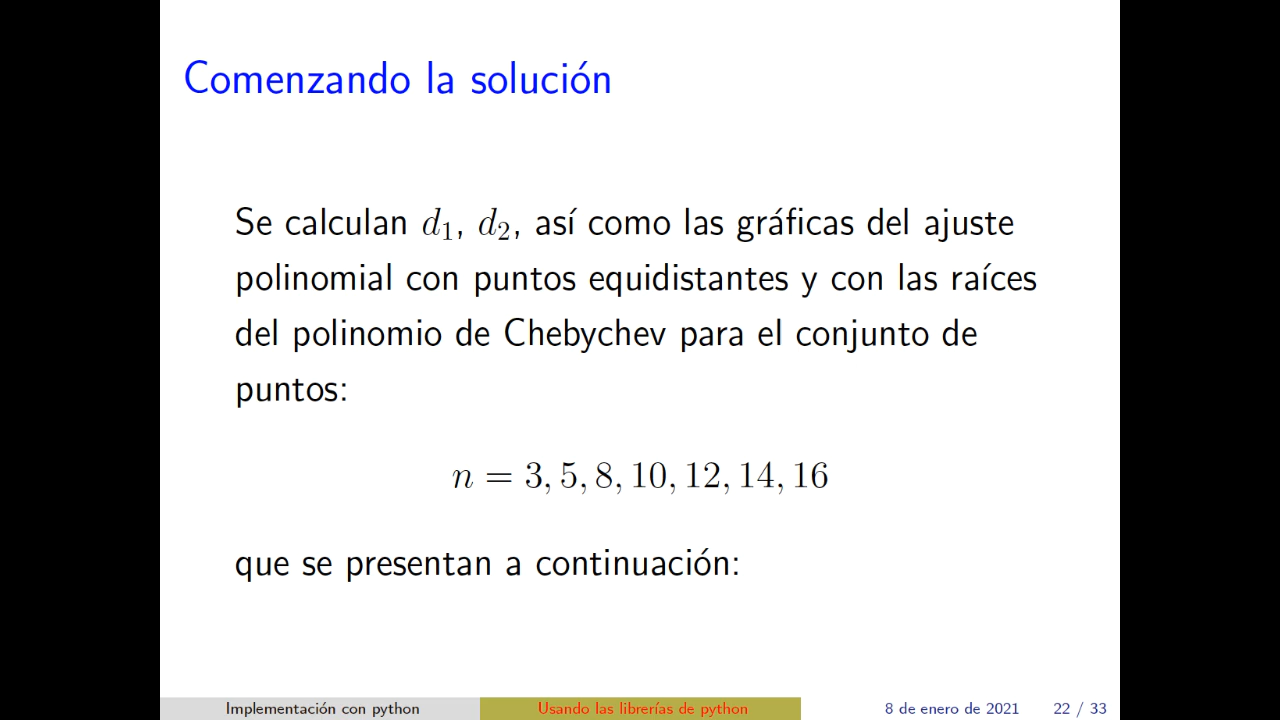 Comenzando la solución
Se calculan d₁, d₂, así como las gráficas del ajuste
polinomial con puntos equidistantes y con las raíces
del polinomio de Chebychev para el conjunto de
puntos:
n = 3, 5, 8, 10, 12, 14, 16
que se presentan a continuación:
Implementación con python Usando las librerías de python 8 de enero de 2021 22 / 33